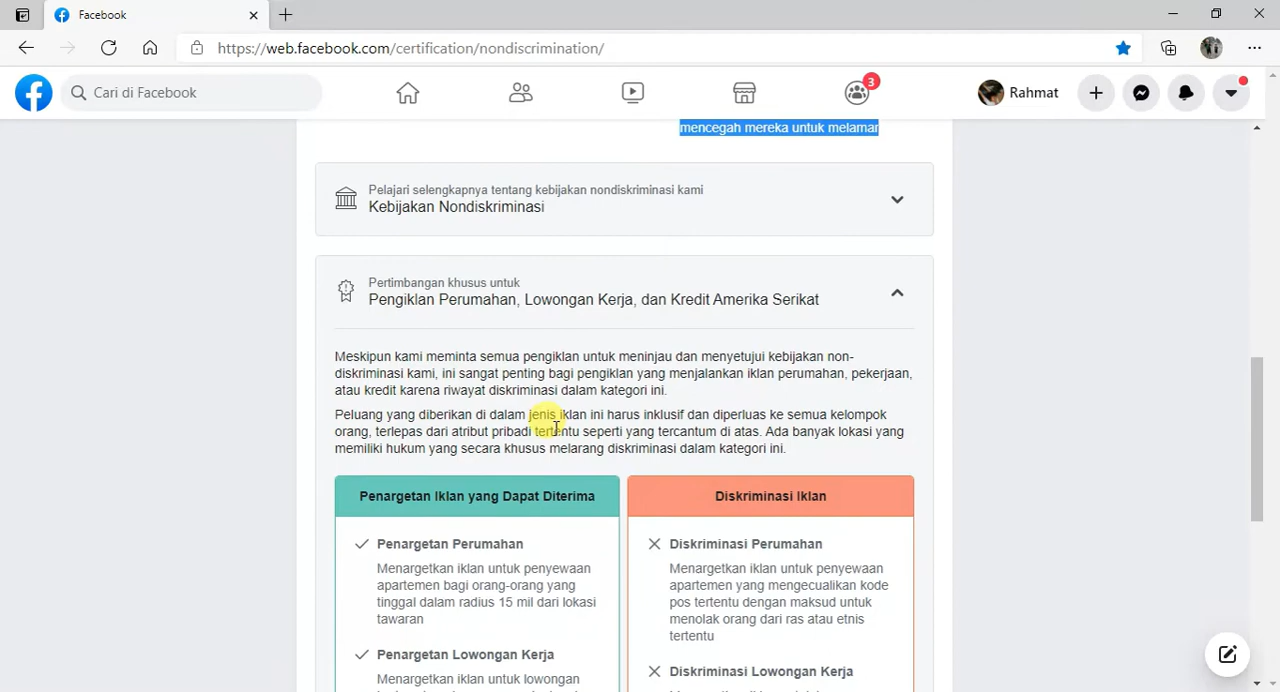 Facebook
https://web.facebook.com/certification/nondiscrimination/
Cari di Facebook
3
Rahmat
mencegah mereka untuk melamar
Pelajari selengkapnya tentang kebijakan nondiskriminasi kami
Kebijakan Nondiskriminasi
Pertimbangan khusus untuk
Pengiklan Perumahan, Lowongan Kerja, dan Kredit Amerika Serikat
Meskipun kami meminta semua pengiklan untuk meninjau dan menyetujui kebijakan non-
diskriminasi kami, ini sangat penting bagi pengiklan yang menjalankan iklan perumahan, pekerjaan,
atau kredit karena riwayat diskriminasi dalam kategori ini.
Peluang yang diberikan di dalam jenis iklan ini harus inklusif dan diperluas ke semua kelompok
orang, terlepas dari atribut pribadi tertentu seperti yang tercantum di atas. Ada banyak lokasi yang
memiliki hukum yang secara khusus melarang diskriminasi dalam kategori ini.
Penargetan Iklan yang Dapat Diterima
Penargetan Perumahan
Menargetkan iklan untuk penyewaan
apartemen bagi orang-orang yang
tinggal dalam radius 15 mil dari lokasi
tawaran
Penargetan Lowongan Kerja
Menargetkan iklan untuk lowongan
Diskriminasi Iklan
Diskriminasi Perumahan
Menargetkan iklan untuk penyewaan
apartemen yang mengecualikan kode
pos tertentu dengan maksud untuk
menolak orang dari ras atau etnis
tertentu
Diskriminasi Lowongan Kerja